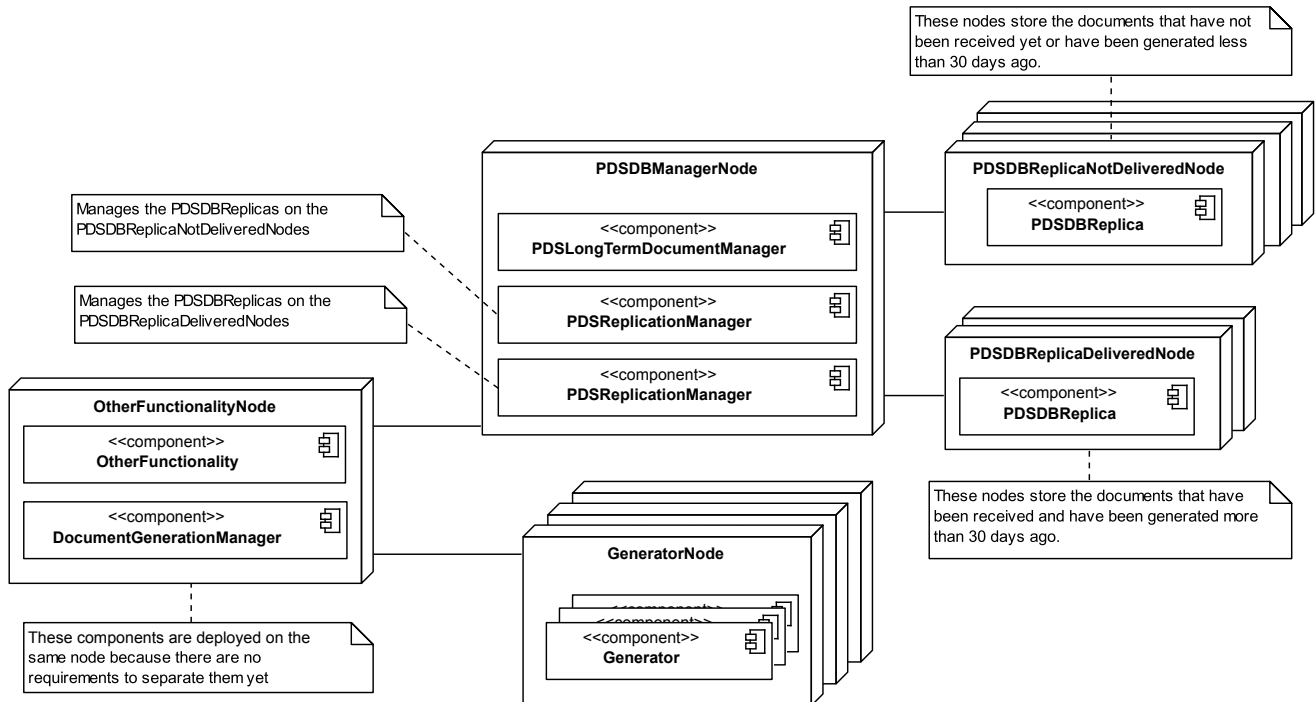 These nodes store the documents that have not
been received yet or have been generated less
than 30 days ago.
PDSDBManagerNode
PDSDBReplicaNotDeliveredNode
<<component>>
PDSDBReplica
Manages the PDSDBReplicas on the
PDSDBReplicaNotDeliveredNodes
<<component>>
PDSLongTermDocumentManager
Manages the PDSDBReplicas on the
PDSDBReplicaDeliveredNodes
<<component>>
PDSReplicationManager
<<component>>
PDSReplicationManager
PDSDBReplicaDeliveredNode
<<component>>
PDSDBReplica
OtherFunctionalityNode
<<component>>
OtherFunctionality
<<component>>
DocumentGenerationManager
These nodes store the documents that have
been received and have been generated more
than 30 days ago.
GeneratorNode
<<component>>
<<component>>
<<component>>
Generator
These components are deployed on the
same node because there are no
requirements to separate them yet